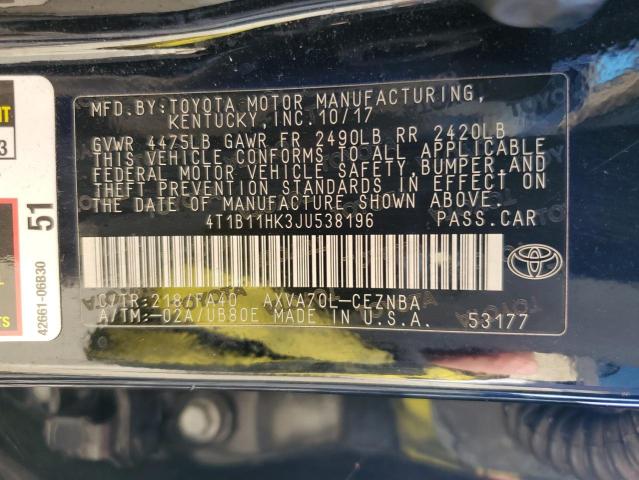 MFD.BY:TOYOTA MOTOR MANUFACTURING,
KENTUCKY, INC. 10/17
GVWR 4475LB GAWR FR 2490LB RR 2420LB
THIS VEHICLE CONFORMS TO ALL APPLICABLE
FEDERAL MOTOR VEHICLE SAFETY, BUMPER, AND
THEFT PREVENTION STANDARDS IN EFFECT ON
THE DATE OF MANUFACTURE SHOWN ABOVE.
4T1B11HK3JU538196 PASS.CAR
C/TR:218/FA40 AXVA70L-CEZNBA
A/TM:-02A/UB80E MADE IN U.S.A. 53177
TOYOTA
51
42661-06B30